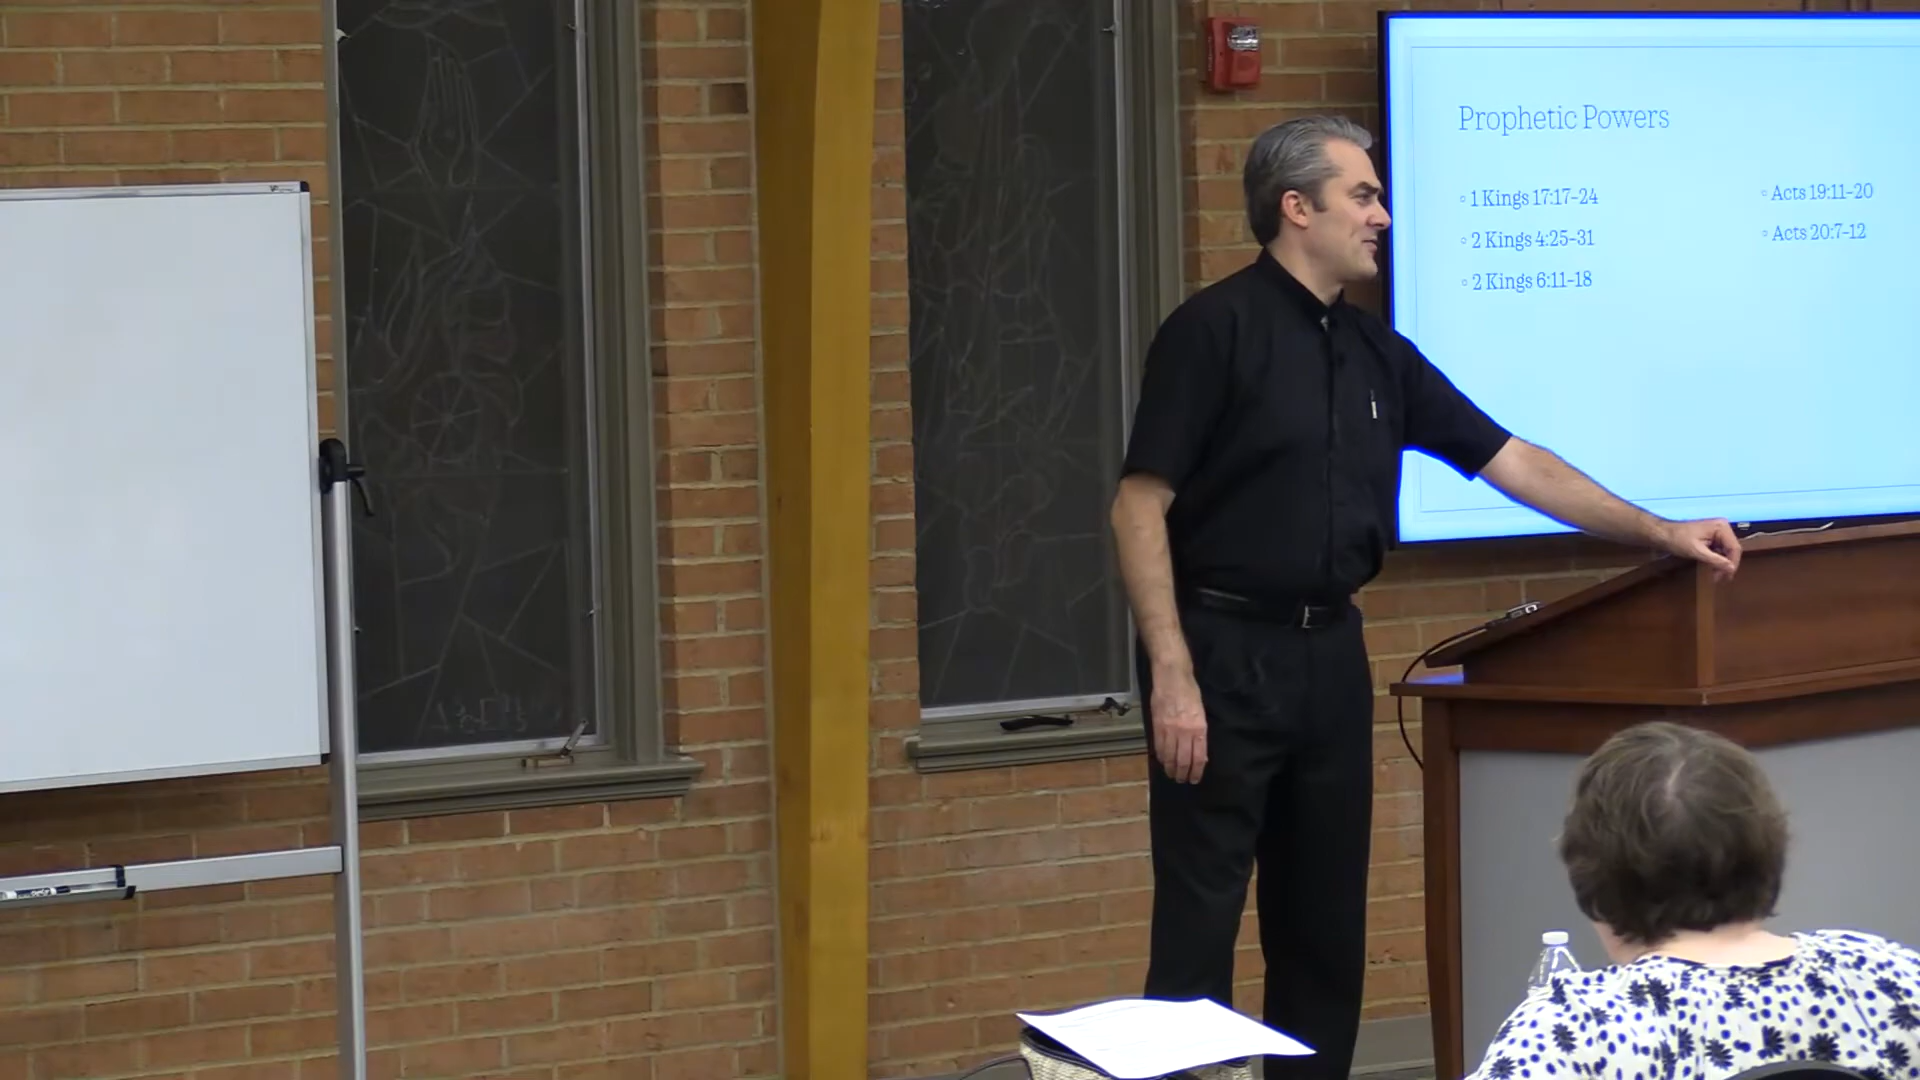 Prophetic Powers
◦ 1 Kings 17:17-24
◦ 2 Kings 4:25-31
◦ 2 Kings 6:11-18
◦ Acts 19:11-20
◦ Acts 20:7-12